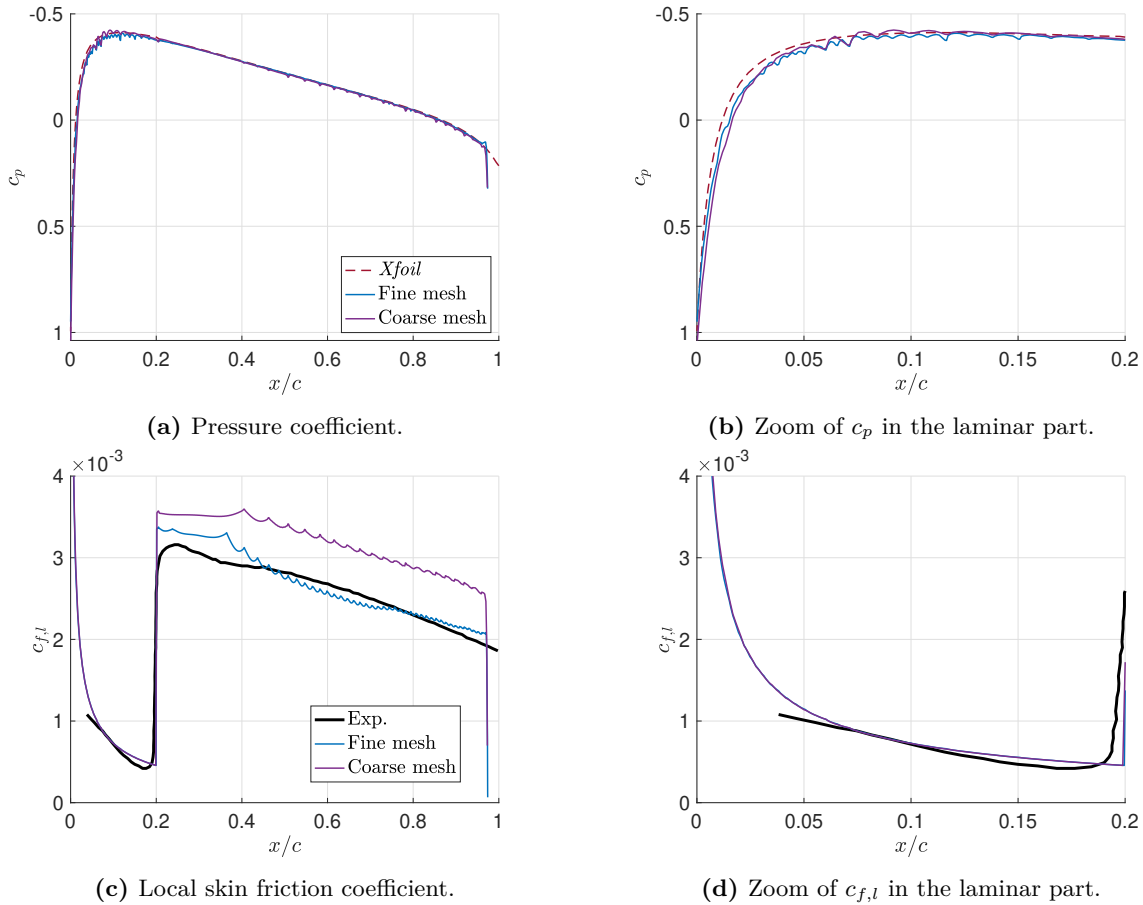 -0.5
0
0.5
1
c_p
0 0.2 0.4 0.6 0.8 1
x/c
Xfoil
Fine mesh
Coarse mesh
(a) Pressure coefficient.
-0.5
0
0.5
1
c_p
0 0.05 0.1 0.15 0.2
x/c
(b) Zoom of c_p in the laminar part.
×10^-3
4
3
2
1
0
c_{f,l}
0 0.2 0.4 0.6 0.8 1
x/c
Exp.
Fine mesh
Coarse mesh
(c) Local skin friction coefficient.
×10^-3
4
3
2
1
0
c_{f,l}
0 0.05 0.1 0.15 0.2
x/c
(d) Zoom of c_{f,l} in the laminar part.